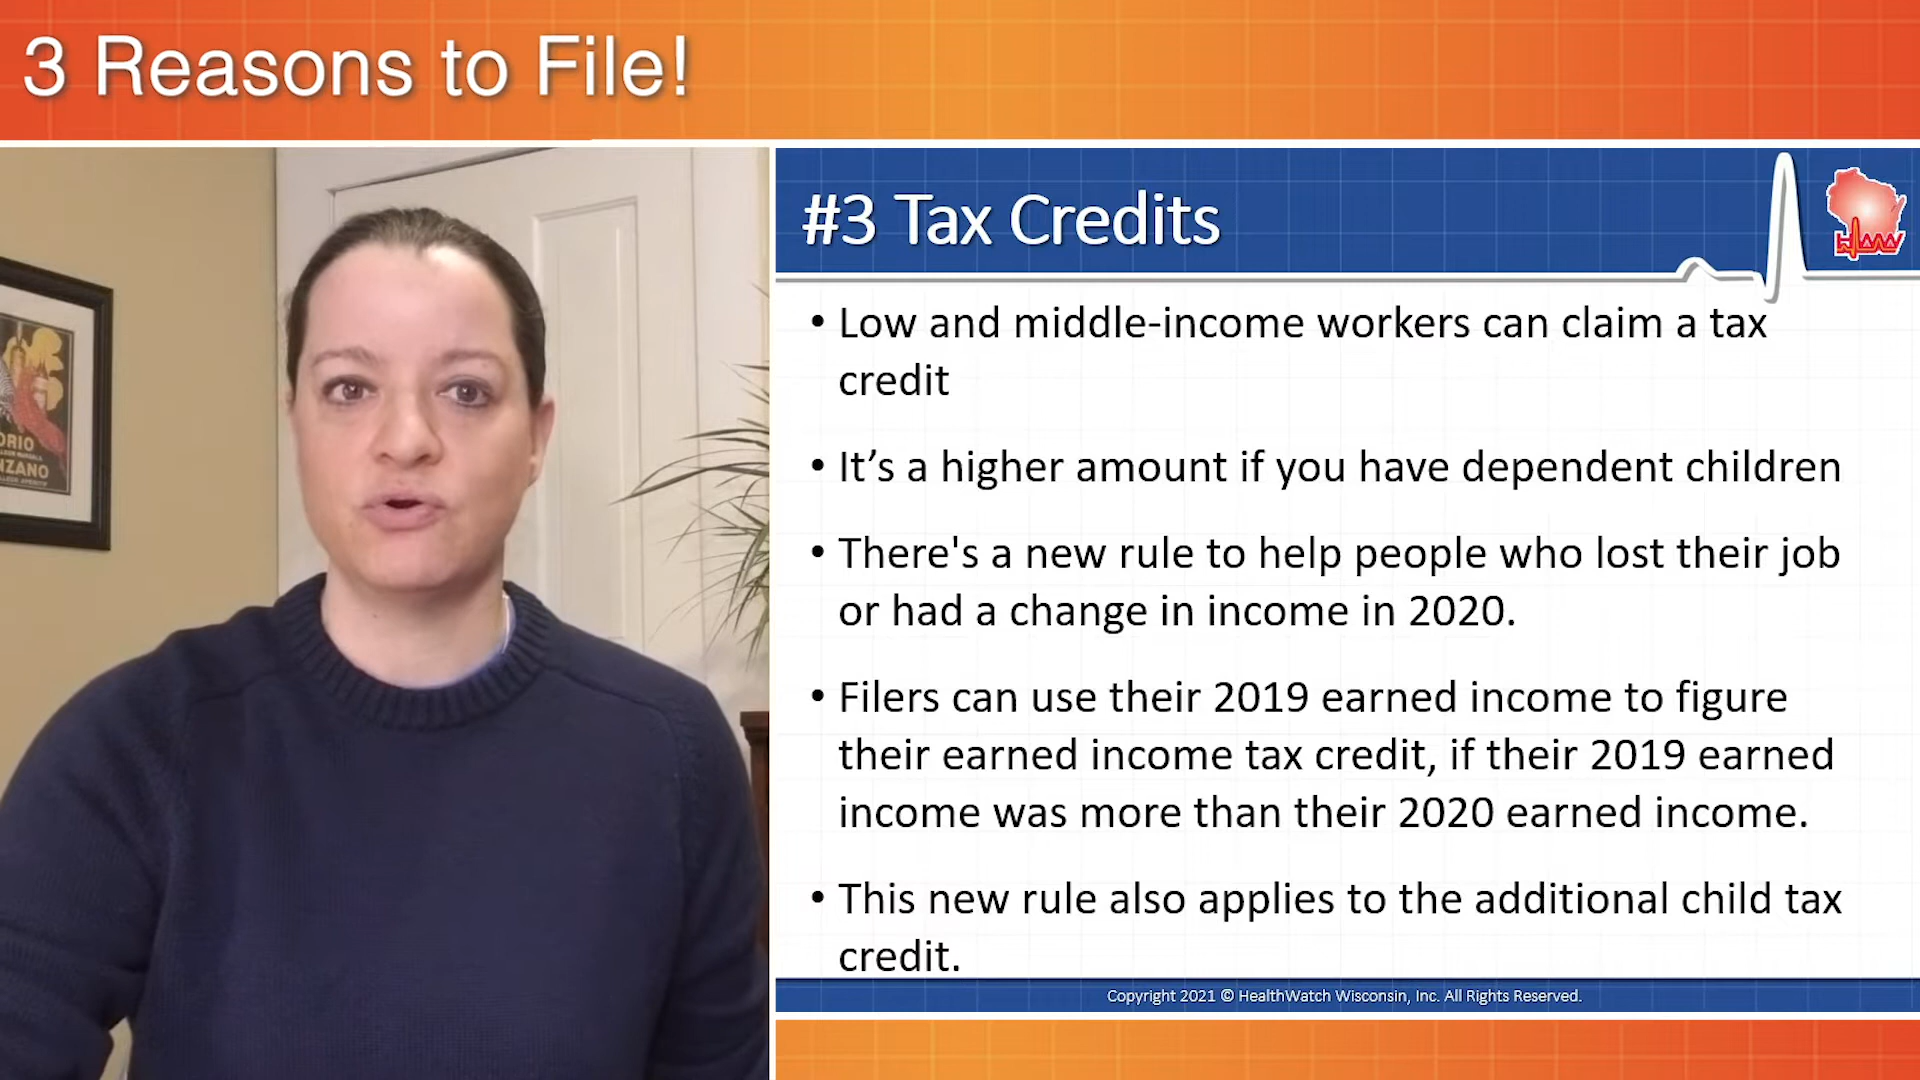 3 Reasons to File!
#3 Tax Credits
• Low and middle-income workers can claim a tax
credit
• It’s a higher amount if you have dependent children
• There's a new rule to help people who lost their job
or had a change in income in 2020.
• Filers can use their 2019 earned income to figure
their earned income tax credit, if their 2019 earned
income was more than their 2020 earned income.
• This new rule also applies to the additional child tax
credit.
Copyright 2021 © HealthWatch Wisconsin, Inc. All Rights Reserved.